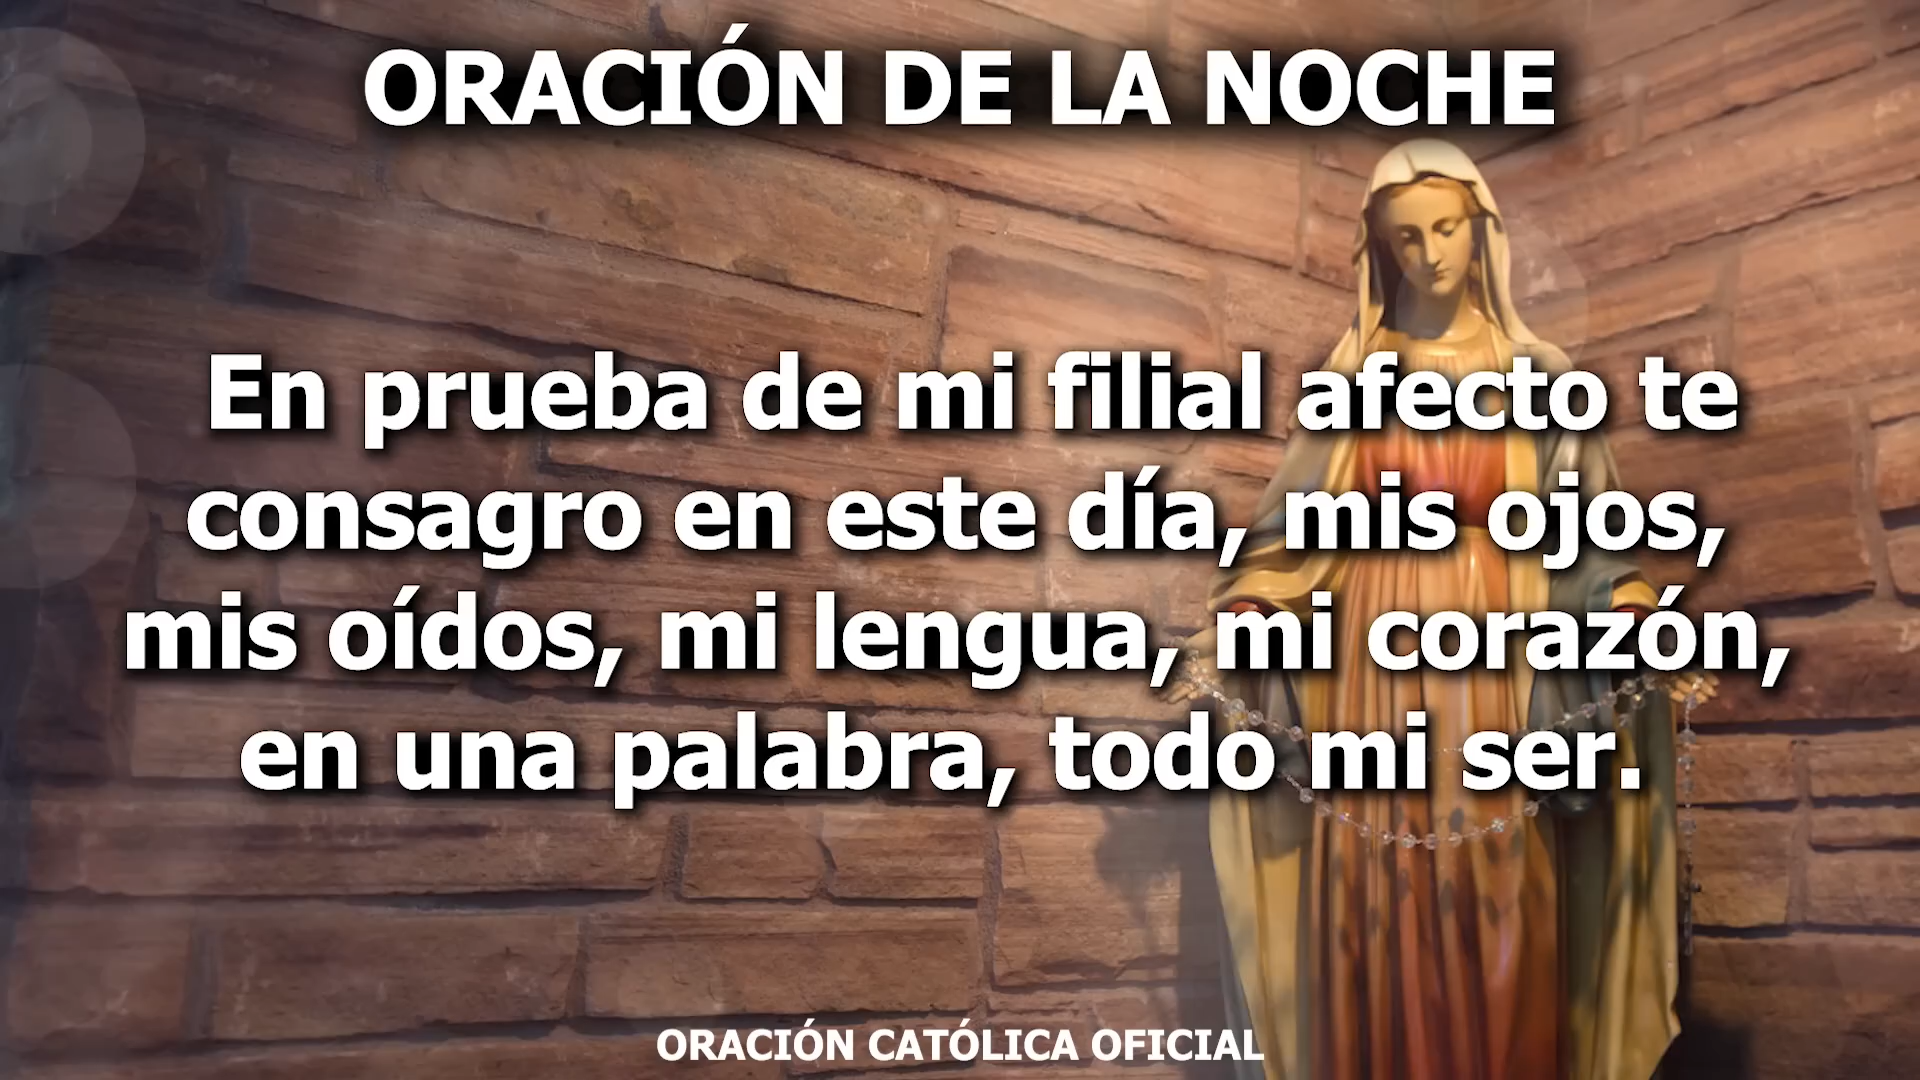 ORACIÓN DE LA NOCHE
En prueba de mi filial afecto te
consagro en este día, mis ojos,
mis oídos, mi lengua, mi corazón,
en una palabra, todo mi ser.
ORACIÓN CATÓLICA OFICIAL